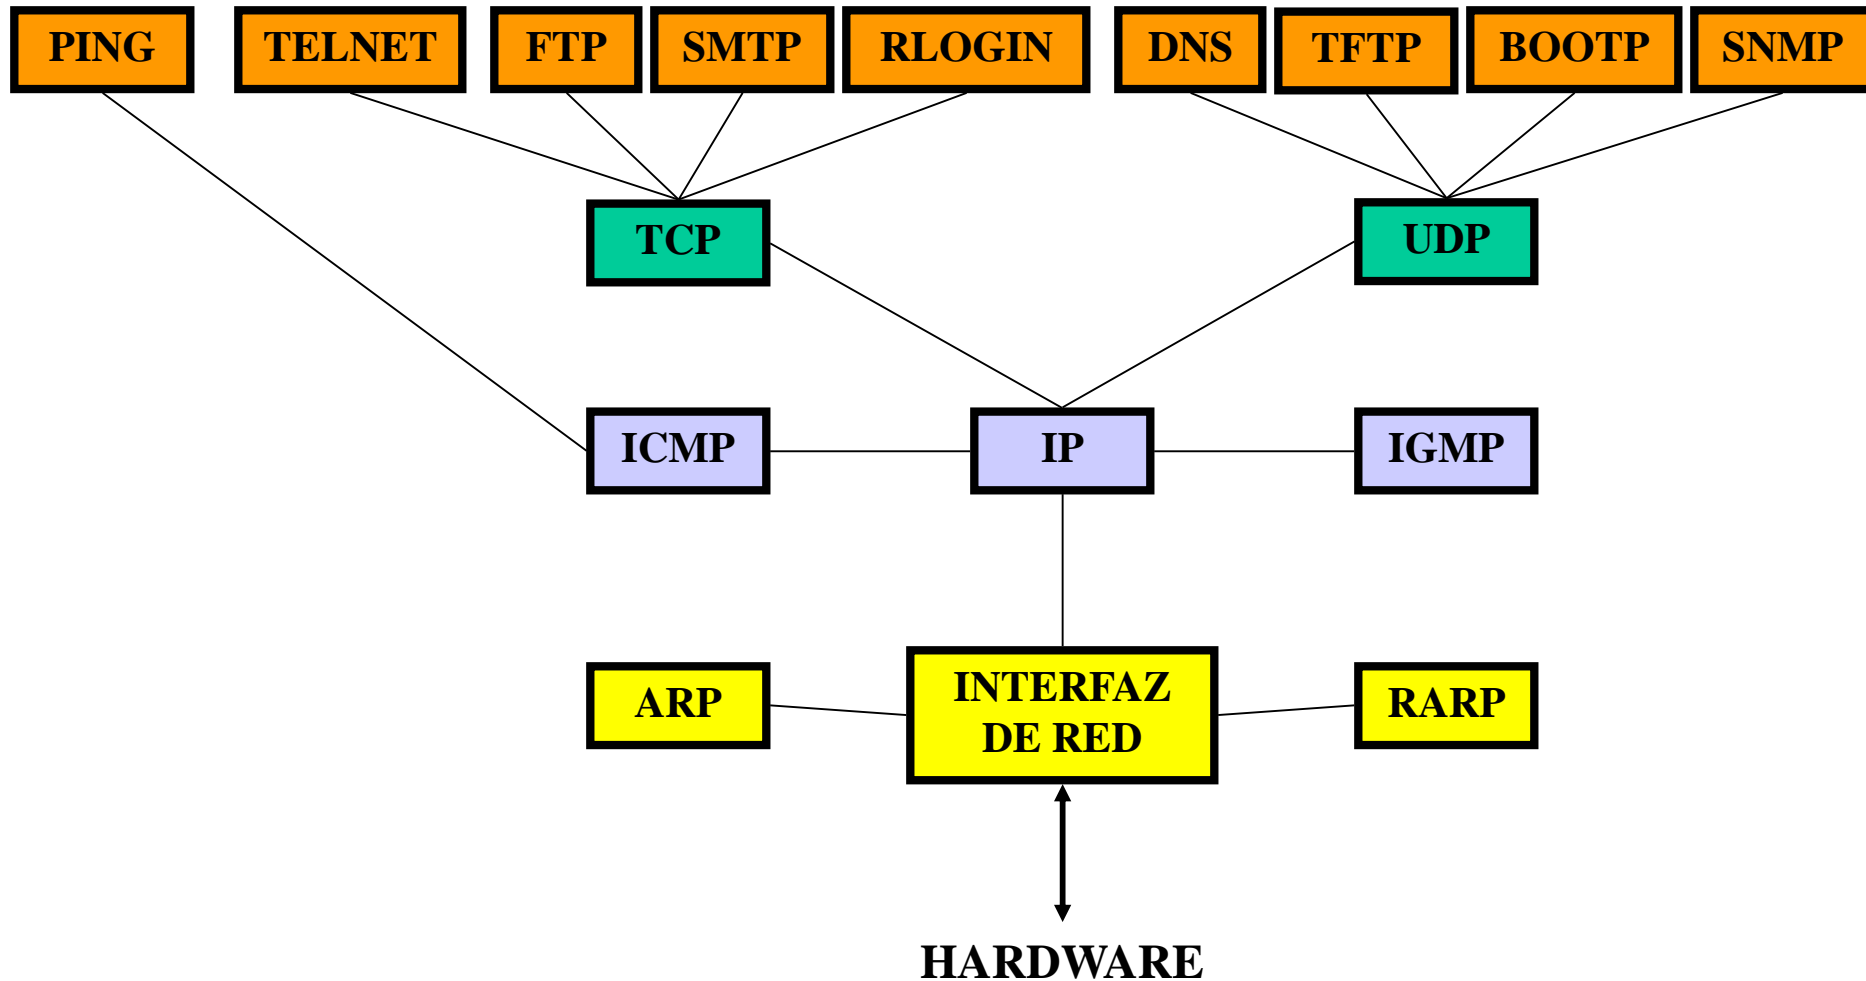 PING TELNET FTP SMTP RLOGIN DNS TFTP BOOTP SNMP
TCP UDP
ICMP IP IGMP
ARP INTERFAZ RARP
DE RED
HARDWARE